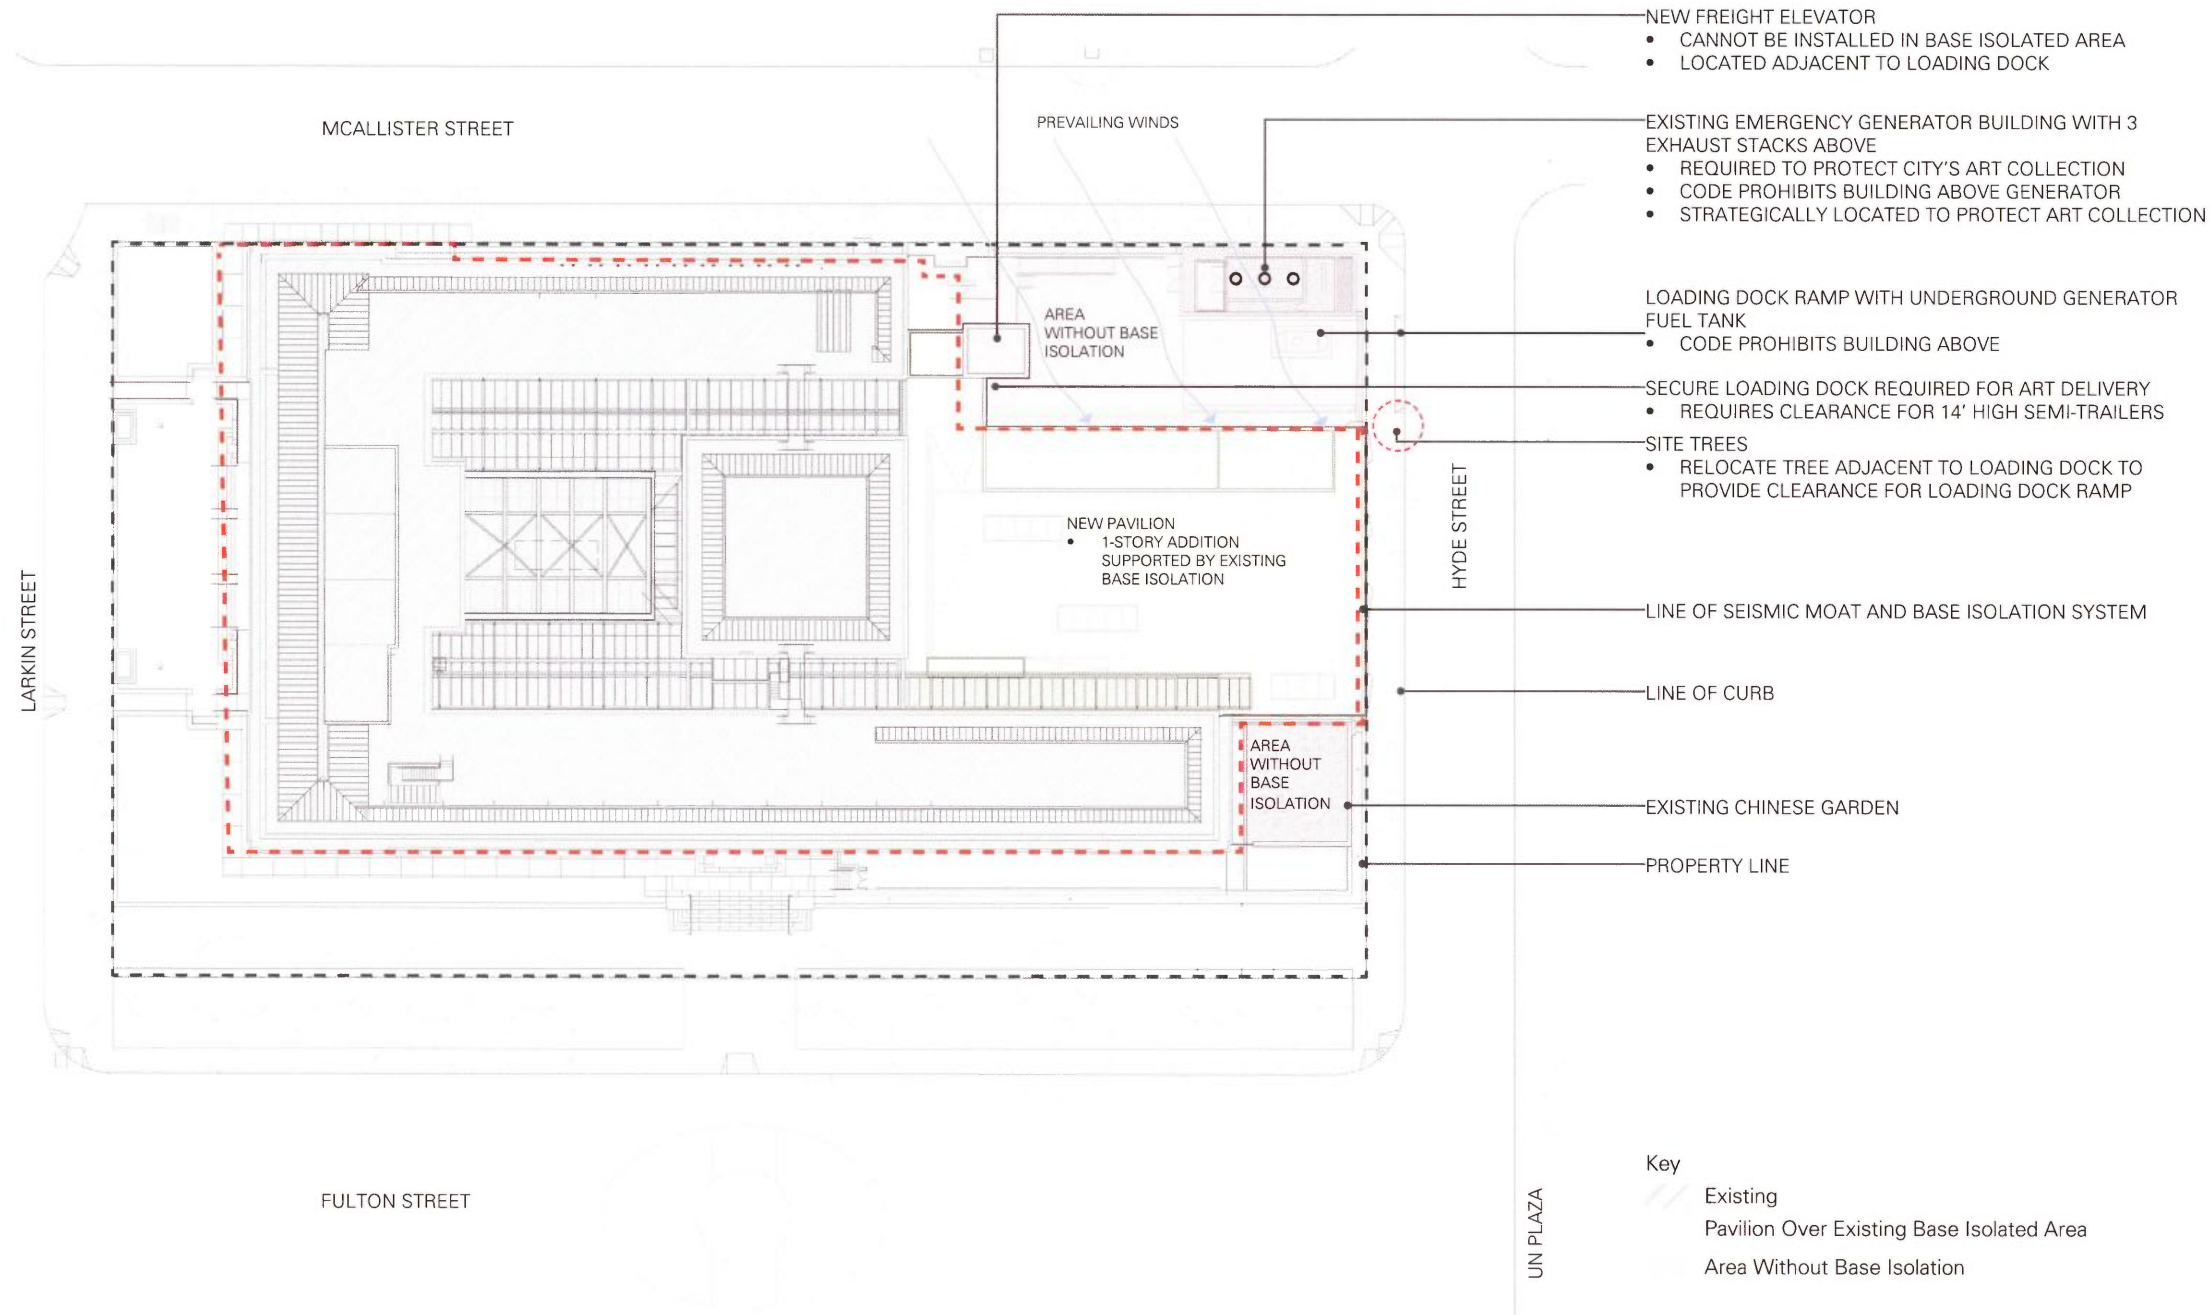 NEW FREIGHT ELEVATOR
• CANNOT BE INSTALLED IN BASE ISOLATED AREA
• LOCATED ADJACENT TO LOADING DOCK
MCALLISTER STREET
PREVAILING WINDS
EXISTING EMERGENCY GENERATOR BUILDING WITH 3
EXHAUST STACKS ABOVE
• REQUIRED TO PROTECT CITY'S ART COLLECTION
• CODE PROHIBITS BUILDING ABOVE GENERATOR
• STRATEGICALLY LOCATED TO PROTECT ART COLLECTION
AREA
WITHOUT BASE
ISOLATION
LOADING DOCK RAMP WITH UNDERGROUND GENERATOR
FUEL TANK
• CODE PROHIBITS BUILDING ABOVE
SECURE LOADING DOCK REQUIRED FOR ART DELIVERY
• REQUIRES CLEARANCE FOR 14' HIGH SEMI-TRAILERS
SITE TREES
• RELOCATE TREE ADJACENT TO LOADING DOCK TO
PROVIDE CLEARANCE FOR LOADING DOCK RAMP
HYDE STREET
NEW PAVILION
• 1-STORY ADDITION
SUPPORTED BY EXISTING
BASE ISOLATION
LARKIN STREET
LINE OF SEISMIC MOAT AND BASE ISOLATION SYSTEM
LINE OF CURB
AREA
WITHOUT
BASE
ISOLATION
EXISTING CHINESE GARDEN
PROPERTY LINE
FULTON STREET
UN PLAZA
Key
Existing
Pavilion Over Existing Base Isolated Area
Area Without Base Isolation